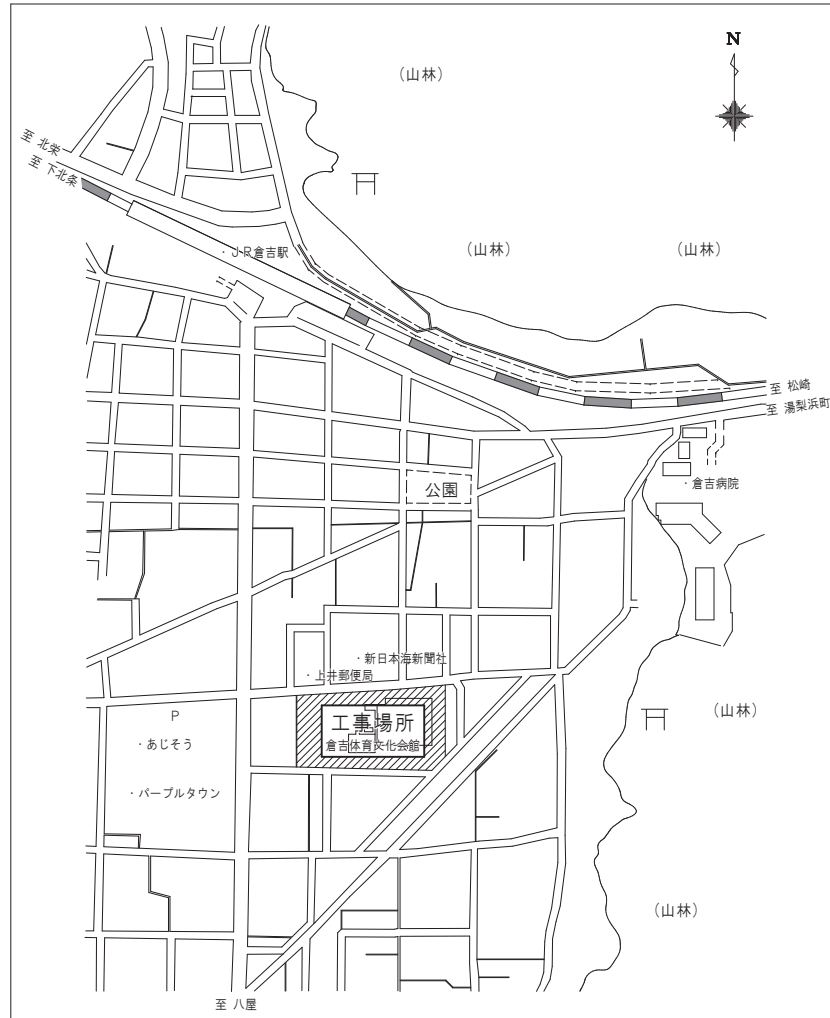 N
(山林)
至 北栄
至 下北条
・JR倉吉駅
(山林)
(山林)
至 松崎
至 湯梨浜町
公園
・倉吉病院
・新日本海新聞社
・上井郵便局
P
工事場所
倉吉体育文化会館
(山林)
・あじそう
・パープルタウン
(山林)
至 八屋